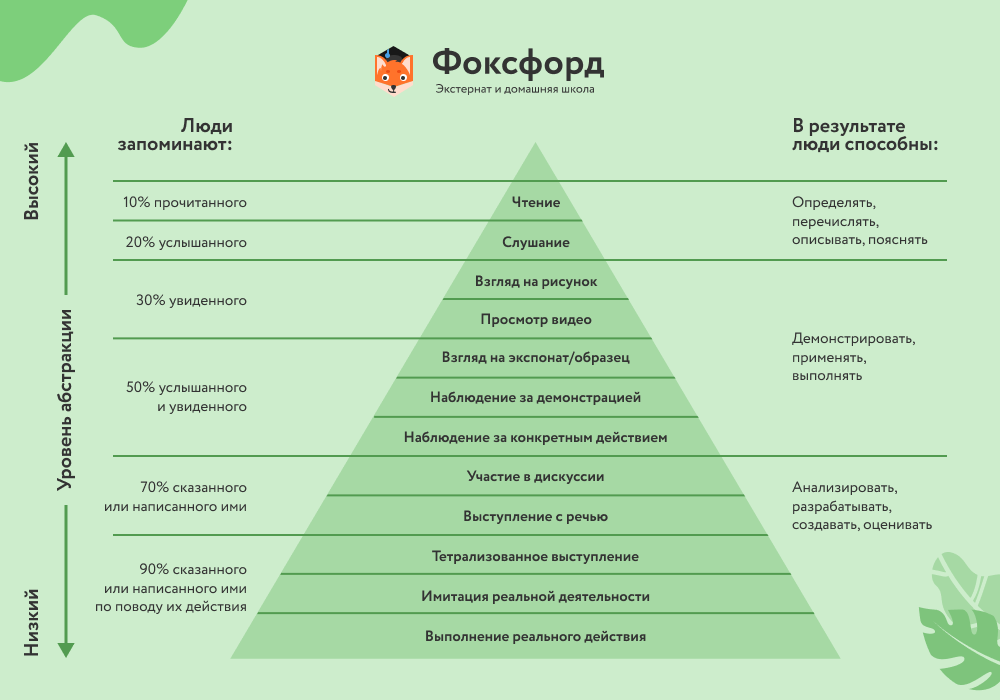 Фоксфорд
Экстернат и домашняя школа
Люди
запоминают:
В результате
люди способны:
Высокий
Уровень абстракции
Низкий
10% прочитанного
Чтение
Определять,
перечислять,
описывать, пояснять
20% услышанного
Слушание
30% увиденного
Взгляд на рисунок
Просмотр видео
Демонстрировать,
применять,
выполнять
50% услышанного
и увиденного
Взгляд на экспонат/образец
Наблюдение за демонстрацией
Наблюдение за конкретным действием
70% сказанного
или написанного ими
Участие в дискуссии
Выступление с речью
Анализировать,
разрабатывать,
создавать, оценивать
90% сказанного
или написанного ими
по поводу их действия
Тетрализованное выступление
Имитация реальной деятельности
Выполнение реального действия